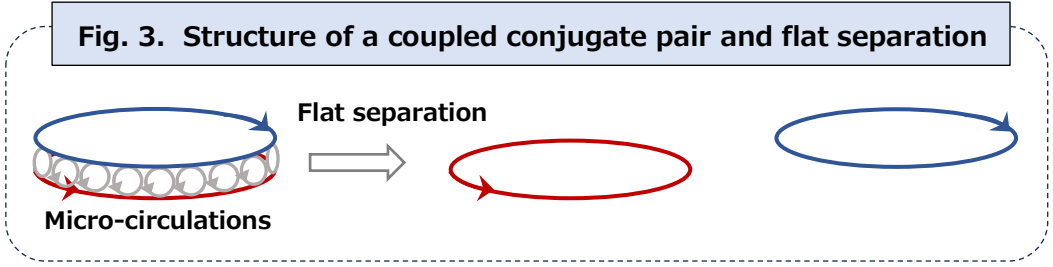 Fig. 3.  Structure of a coupled conjugate pair and flat separation
Flat separation
Micro-circulations